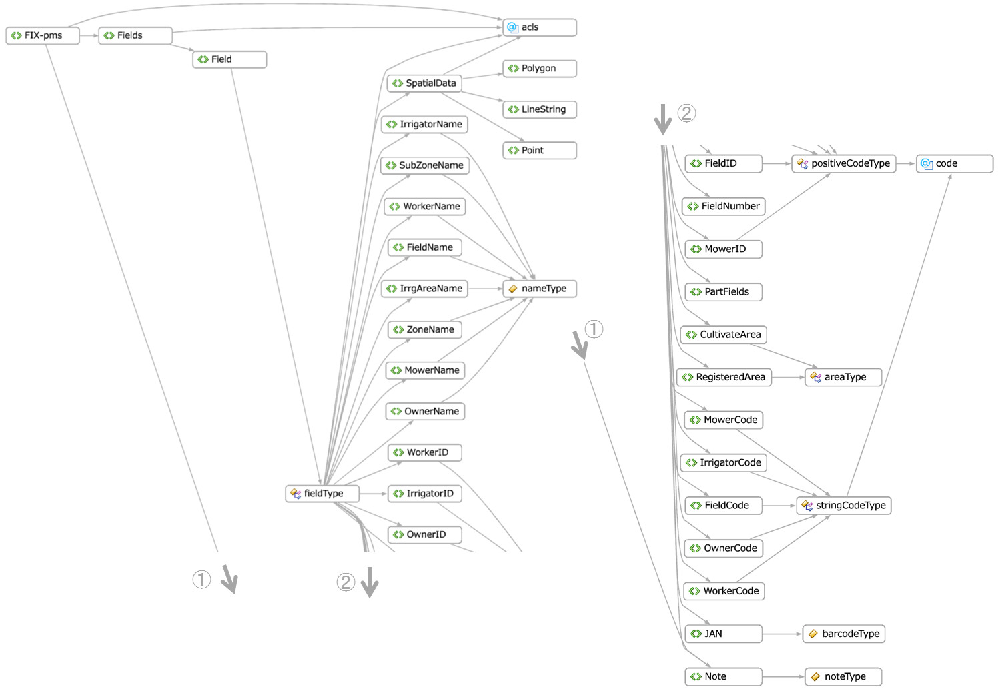 FIX-pms
Fields
Field
acls
SpatialData
Polygon
LineString
Point
IrrigatorName
SubZoneName
WorkerName
FieldName
IrrgAreaName
nameType
ZoneName
MowerName
OwnerName
WorkerID
fieldType
IrrigatorID
OwnerID
①
②
①
②
FieldID
positiveCodeType
code
FieldNumber
MowerID
PartFields
CultivateArea
RegisteredArea
areaType
MowerCode
IrrigatorCode
FieldCode
stringCodeType
OwnerCode
WorkerCode
JAN
barcodeType
Note
noteType